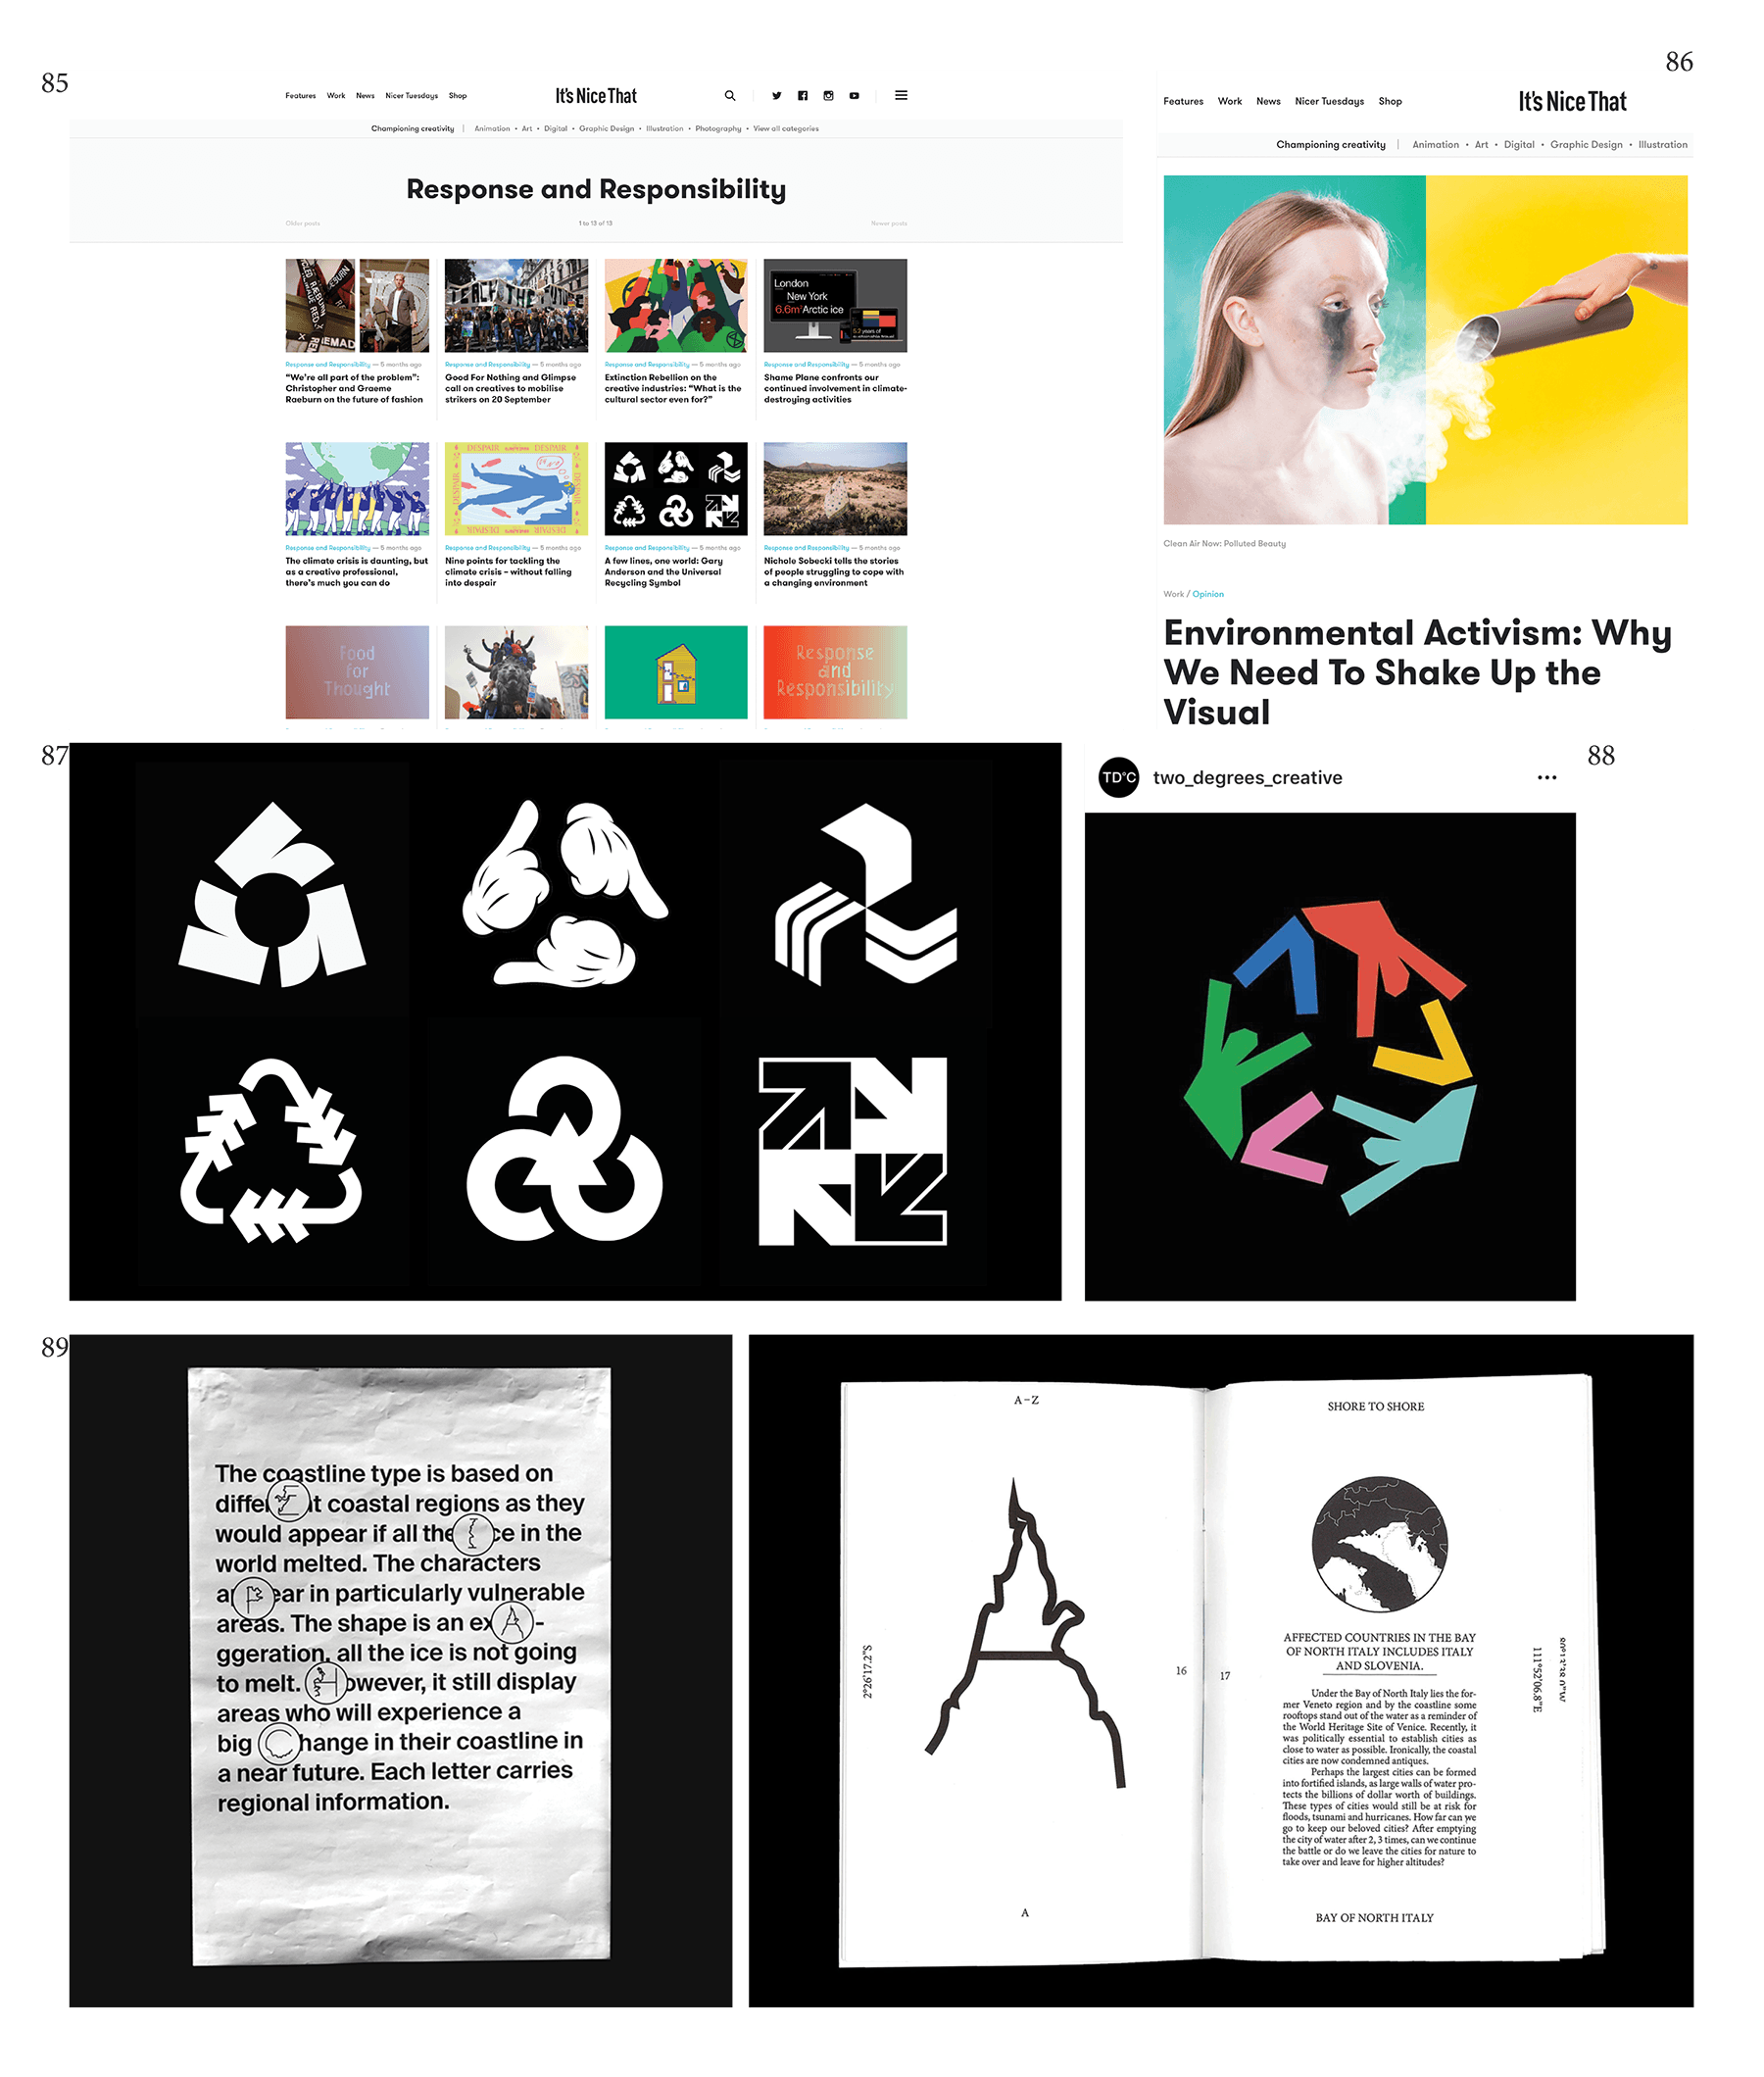 85
Features Work News Nicer Tuesdays Shop
It's Nice That
Championing creativity | Animation • Art • Digital • Graphic Design • Illustration • Photography • View all categories
Response and Responsibility
Older posts
1 to 13 of 13
Newer posts
London
New York
6.6m² Arctic ice
Response and Responsibility — 5 months ago
"We're all part of the problem":
Christopher and Graeme
Raeburn on the future of fashion
Response and Responsibility — 5 months ago
Good For Nothing and Glimpse
call on creatives to mobilise
strikers on 20 September
Response and Responsibility — 5 months ago
Extinction Rebellion on the
creative industries: "What is the
cultural sector even for?"
Response and Responsibility — 5 months ago
Shame Plane confronts our
continued involvement in climate-
destroying activities
DESPAIR DESPAIR
Response and Responsibility — 5 months ago
The climate crisis is daunting, but
as a creative professional,
there's much you can do
Response and Responsibility — 5 months ago
Nine points for tackling the
climate crisis – without falling
into despair
Response and Responsibility — 5 months ago
A few lines, one world: Gary
Anderson and the Universal
Recycling Symbol
Response and Responsibility — 5 months ago
Nichole Sobecki tells the stories
of people struggling to cope with
a changing environment
Food
for
Thought
Response
and
Responsibility
86
Features Work News Nicer Tuesdays Shop
It's Nice That
Championing creativity | Animation • Art • Digital • Graphic Design • Illustration
Clean Air Now: Polluted Beauty
Work / Opinion
Environmental Activism: Why
We Need To Shake Up the
Visual
87
88
TD°C two_degrees_creative
89
The coastline type is based on
differEnt coastal regions as they
would appear if all the Ice in the
world melted. The characters
apPear in particularly vulnerable
areas. The shape is an exA-
ggeration, all the ice is not going
to melt. However, it still display
areas who will experience a
big Change in their coastline in
a near future. Each letter carries
regional information.
A–Z
2°26'17.2"S
16
A
SHORE TO SHORE
AFFECTED COUNTRIES IN THE BAY
OF NORTH ITALY INCLUDES ITALY
AND SLOVENIA.
17
111°52'06.8"E
Under the Bay of North Italy lies the for-
mer Veneto region and by the coastline some
rooftops stand out of the water as a reminder of
the World Heritage Site of Venice. Recently, it
was politically essential to establish cities as
close to water as possible. Ironically, the coastal
cities are now condemned antiques.
Perhaps the largest cities can be formed
into fortified islands, as large walls of water pro-
tects the billions of dollar worth of buildings.
These types of cities would still be at risk for
floods, tsunami and hurricanes. How far can we
go to keep our beloved cities? After emptying
the city of water after 2, 3 times, can we continue
the battle or do we leave the cities for nature to
take over and leave for higher altitudes?
BAY OF NORTH ITALY